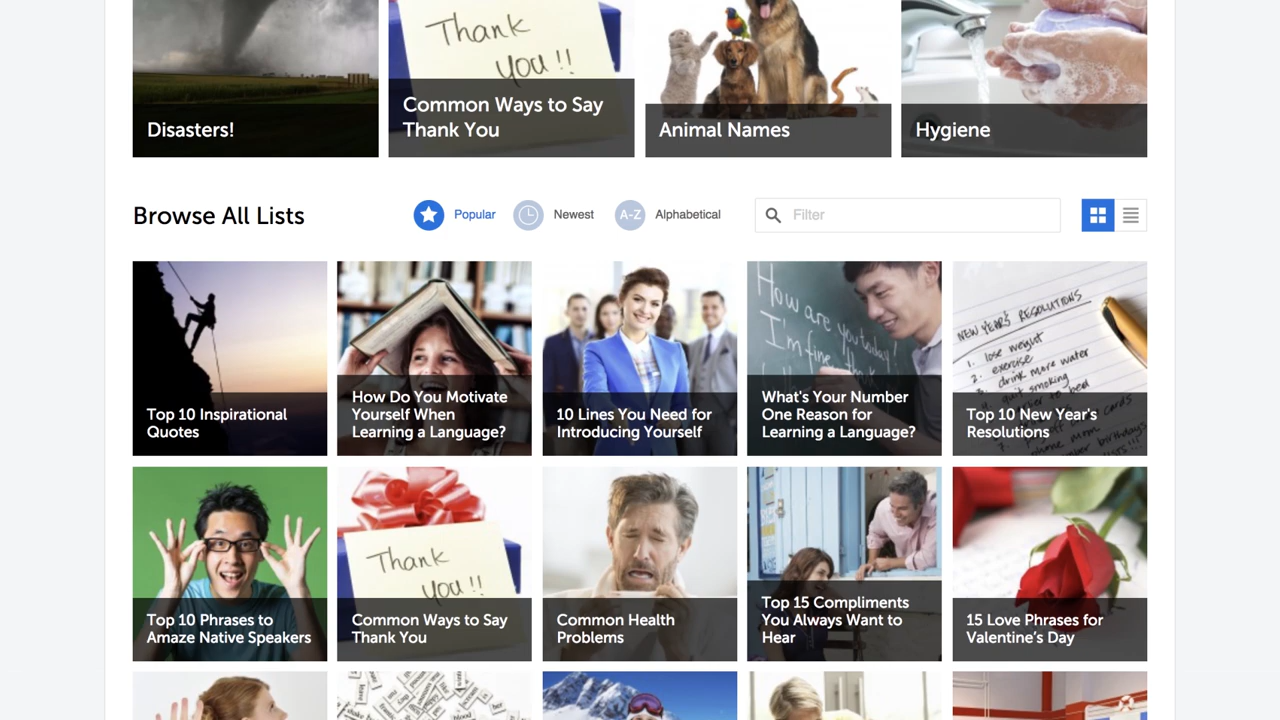 Thank
you!!
Disasters!
Common Ways to Say
Thank You
Animal Names
Hygiene
Browse All Lists
Popular
Newest
A-Z Alphabetical
Filter
Top 10 Inspirational
Quotes
How Do You Motivate
Yourself When
Learning a Language?
10 Lines You Need for
Introducing Yourself
How are you today?
I'm fine, thank
What's Your Number
One Reason for
Learning a Language?
NEW YEAR'S RESOLUTIONS
1. lose weight
2. exercise
3. drink more water
4. quit smoking
Top 10 New Year's
Resolutions
Top 10 Phrases to
Amaze Native Speakers
Thank
you!!
Common Ways to Say
Thank You
Common Health
Problems
Top 15 Compliments
You Always Want to
Hear
15 Love Phrases for
Valentine's Day